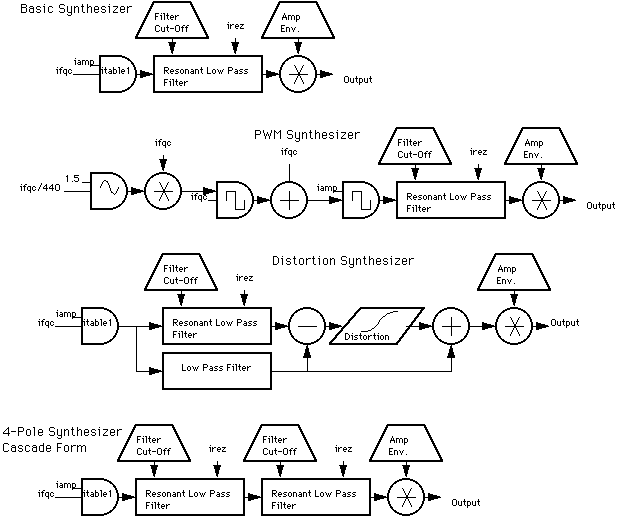 Basic Synthesizer
Filter
Cut-Off
irez
Amp
Env.
iamp
ifqc
itable1
Resonant Low Pass
Filter
Output
PWM Synthesizer
ifqc
ifqc
Filter
Cut-Off
irez
Amp
Env.
ifqc/440
1.5
ifqc
iamp
Resonant Low Pass
Filter
Output
Distortion Synthesizer
Filter
Cut-Off
irez
Amp
Env.
iamp
ifqc
itable1
Resonant Low Pass
Filter
Distortion
Output
Low Pass Filter
4-Pole Synthesizer
Cascade Form
Filter
Cut-Off
irez
Filter
Cut-Off
irez
Amp
Env.
iamp
ifqc
itable1
Resonant Low Pass
Filter
Resonant Low Pass
Filter
Output